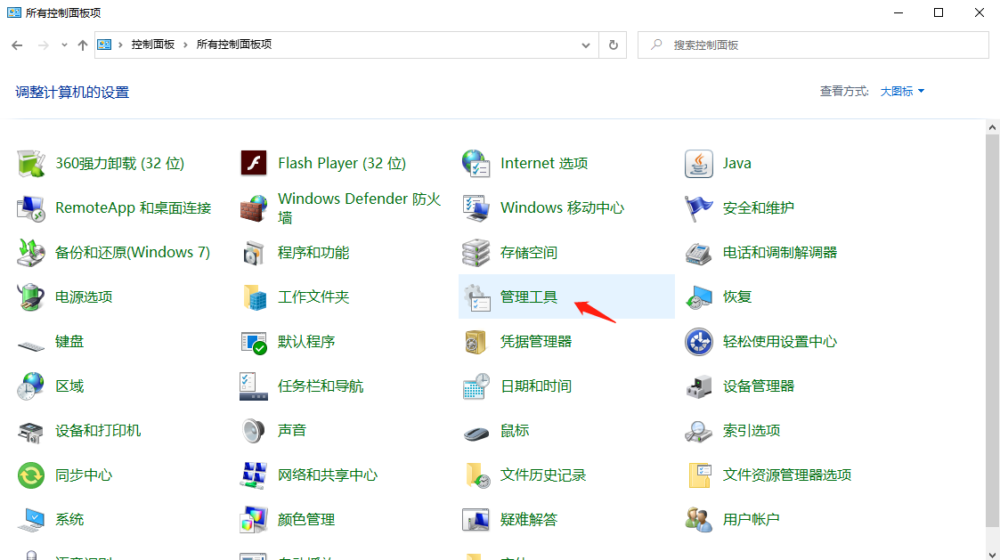 所有控制面板项
控制面板 所有控制面板项
搜索控制面板
调整计算机的设置
查看方式: 大图标
360强力卸载 (32 位)
Flash Player (32 位)
Internet 选项
Java
RemoteApp 和桌面连接
Windows Defender 防火
墙
Windows 移动中心
安全和维护
备份和还原(Windows 7)
程序和功能
存储空间
电话和调制解调器
电源选项
工作文件夹
管理工具
恢复
键盘
默认程序
凭据管理器
轻松使用设置中心
区域
任务栏和导航
日期和时间
设备管理器
设备和打印机
声音
鼠标
索引选项
同步中心
网络和共享中心
文件历史记录
文件资源管理器选项
系统
颜色管理
疑难解答
用户帐户